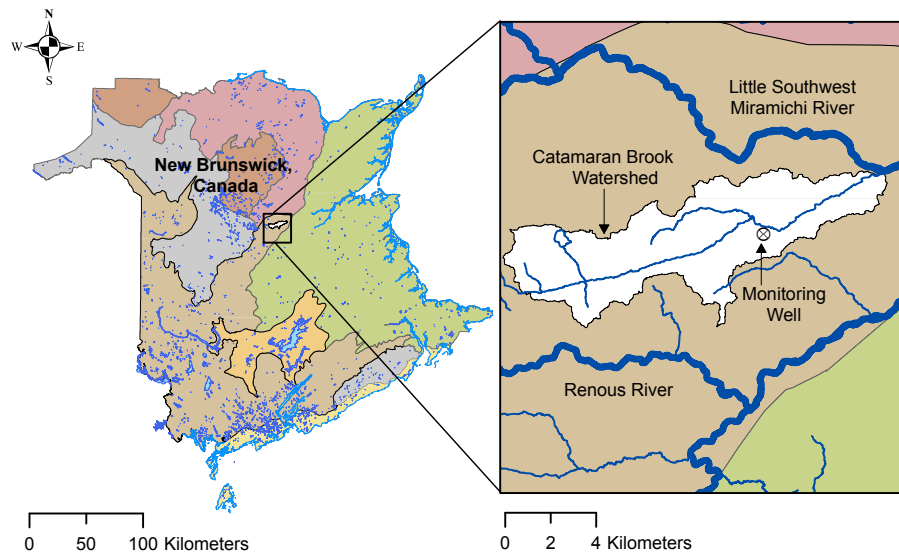 N
W E
S
New Brunswick,
Canada
0 50 100 Kilometers
Little Southwest
Miramichi River
Catamaran Brook
Watershed
Monitoring
Well
Renous River
0 2 4 Kilometers